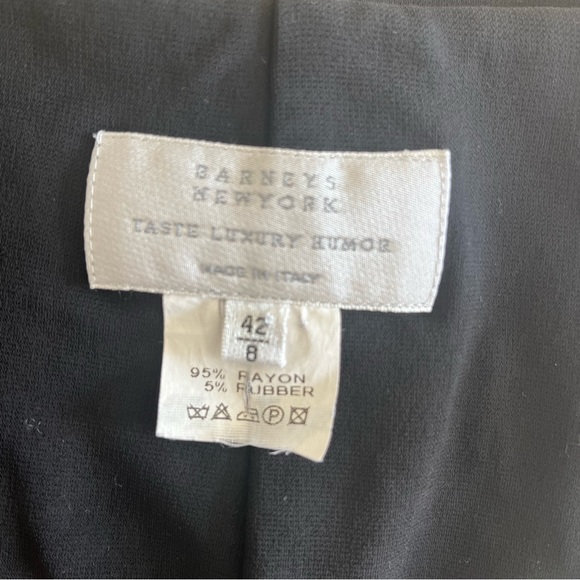 BARNEYS
NEWYORK
TASTE LUXURY HUMOR
MADE IN ITALY
42
8
95% RAYON
5% RUBBER
P